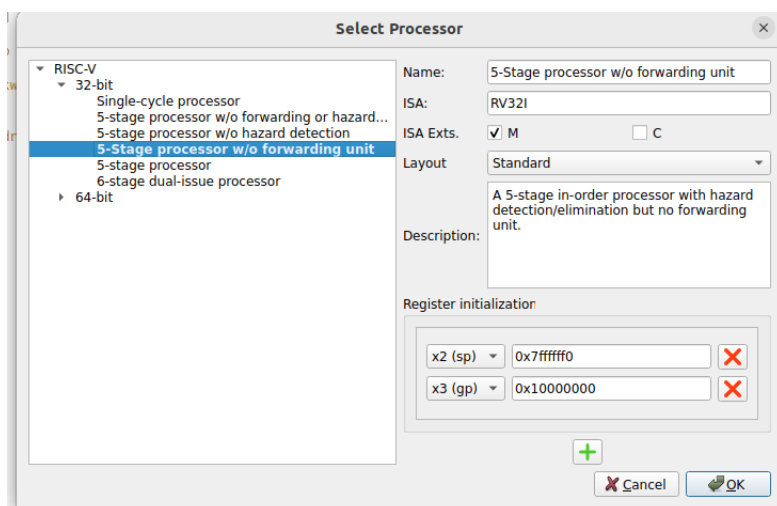 Select Processor
RISC-V
32-bit
Single-cycle processor
5-stage processor w/o forwarding or hazard...
5-stage processor w/o hazard detection
5-Stage processor w/o forwarding unit
5-stage processor
6-stage dual-issue processor
64-bit
Name: 5-Stage processor w/o forwarding unit
ISA: RV32I
ISA Exts. M C
Layout Standard
Description: A 5-stage in-order processor with hazard
detection/elimination but no forwarding
unit.
Register initialization
x2 (sp) 0x7ffffff0
x3 (gp) 0x10000000
Cancel OK